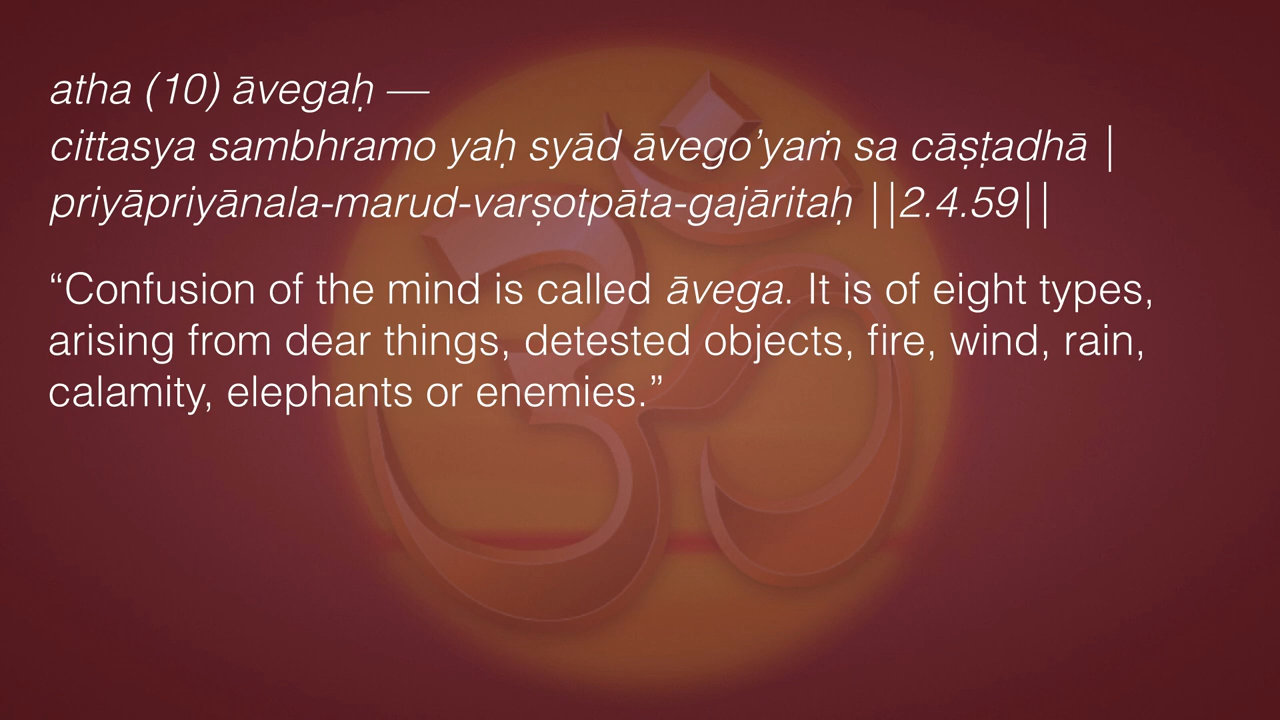 atha (10) āvegaḥ —
cittasya sambhramo yaḥ syād āvego’yaṁ sa cāṣṭadhā |
priyāpriyānala-marud-varṣotpāta-gajāritaḥ ||2.4.59||
“Confusion of the mind is called āvega. It is of eight types,
arising from dear things, detested objects, fire, wind, rain,
calamity, elephants or enemies.”
ॐ